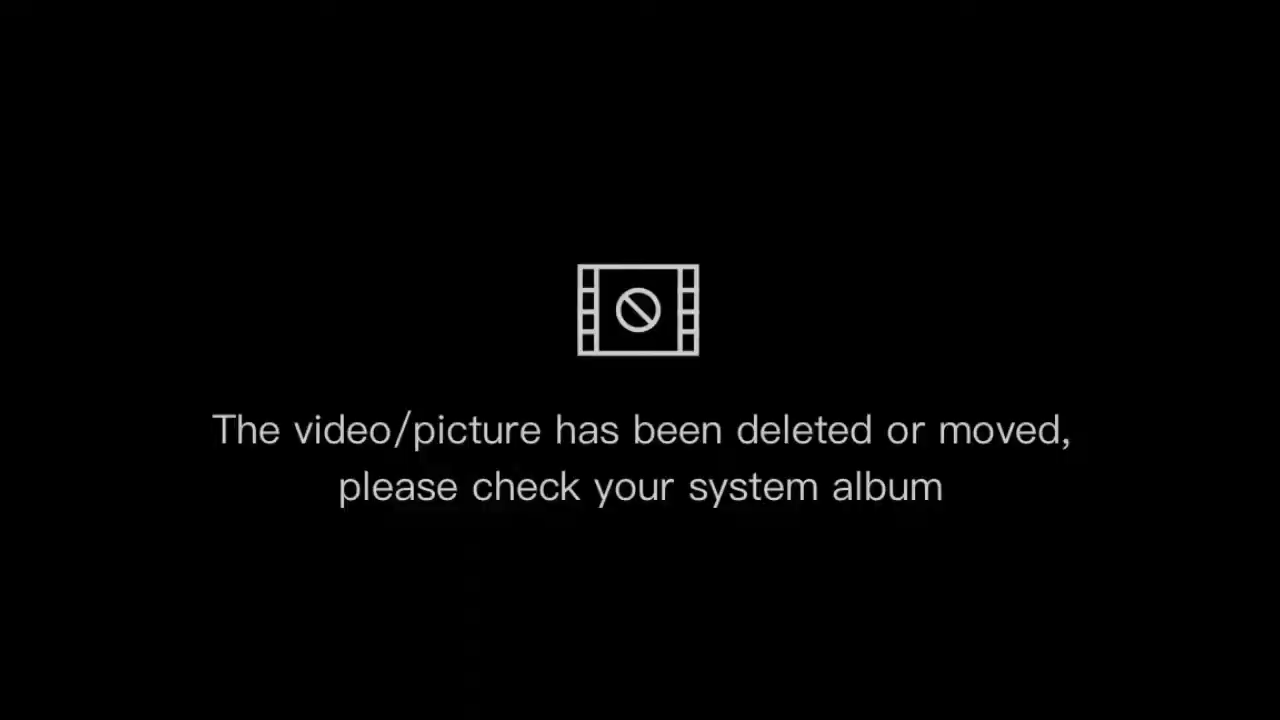 The video/picture has been deleted or moved,
please check your system album